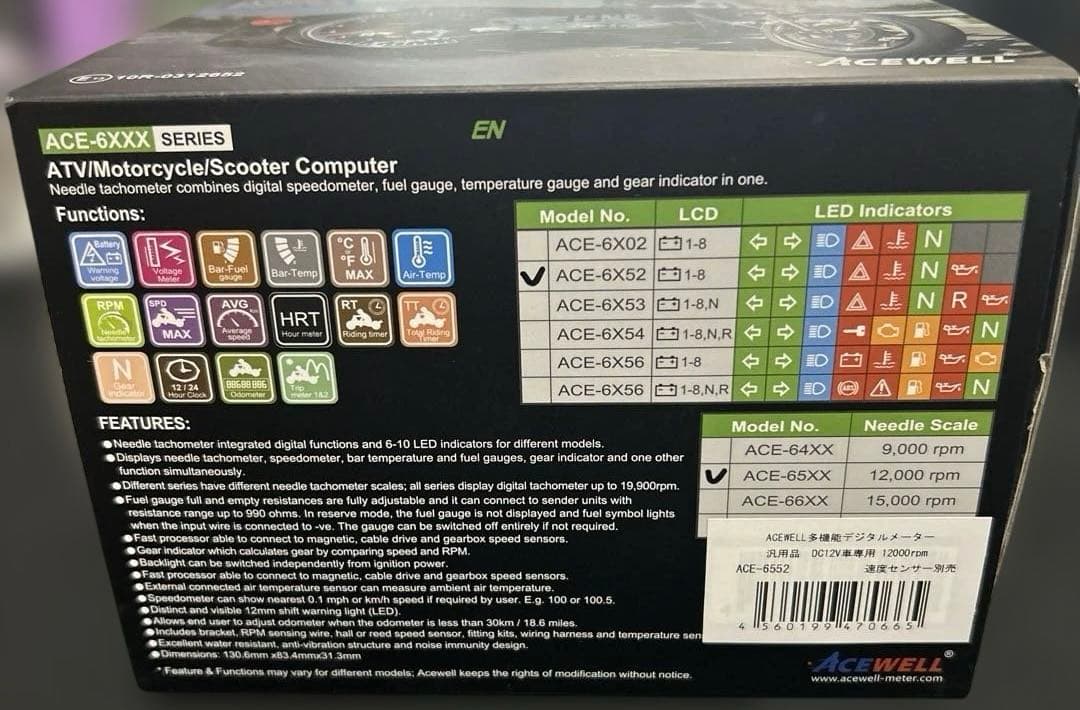 10R-0312652
ACEWELL
ACE-6XXX SERIES
EN
ATV/Motorcycle/Scooter Computer
Needle tachometer combines digital speedometer, fuel gauge, temperature gauge and gear indicator in one.
Functions:
Battery Warning voltage
Voltage Meter
Bar-Fuel gauge
Bar-Temp
°C °F MAX
Air-Temp
RPM Needle tachometer
SPD MAX
AVG Average speed
HRT Hour meter
RT Riding timer
TT Total Riding Timer
N Gear indicator
12 / 24 Hour Clock
Odometer
Trip meter 1&2
Model No. LCD LED Indicators
ACE-6X02 1-8 N
ACE-6X52 1-8 N
ACE-6X53 1-8,N N R
ACE-6X54 1-8,N,R N
ACE-6X56 1-8
ACE-6X56 1-8,N,R ABS N
Model No. Needle Scale
ACE-64XX 9,000 rpm
ACE-65XX 12,000 rpm
ACE-66XX 15,000 rpm
FEATURES:
●Needle tachometer integrated digital functions and 6-10 LED indicators for different models.
●Displays needle tachometer, speedometer, bar temperature and fuel gauges, gear indicator and one other
function simultaneously.
●Different series have different needle tachometer scales; all series display digital tachometer up to 19,900rpm.
●Fuel gauge full and empty resistances are fully adjustable and it can connect to sender units with
resistance range up to 990 ohms. In reserve mode, the fuel gauge is not displayed and fuel symbol lights
when the input wire is connected to -ve. The gauge can be switched off entirely if not required.
●Fast processor able to connect to magnetic, cable drive and gearbox speed sensors.
●Gear indicator which calculates gear by comparing speed and RPM.
●Backlight can be switched independently from ignition power.
●Fast processor able to connect to magnetic, cable drive and gearbox speed sensors.
●External connected air temperature sensor can measure ambient air temperature.
●Speedometer can show nearest 0.1 mph or km/h speed if required by user. E.g. 100 or 100.5.
●Distinct and visible 12mm shift warning light (LED).
●Allows end user to adjust odometer when the odometer is less than 30km / 18.6 miles.
●Includes bracket, RPM sensing wire, hall or reed speed sensor, fitting kits, wiring harness and temperature sen
●Excellent water resistant, anti-vibration structure and noise immunity design.
●Dimensions: 130.6mm x83.4mmx31.3mm
* Feature & Functions may vary for different models; Acewell keeps the rights of modification without notice.
ACEWELL多機能デジタルメーター
汎用品 DC12V車専用 12000rpm
ACE-6552 速度センサー別売
4 560199 470665
ACEWELL®
www.acewell-meter.com